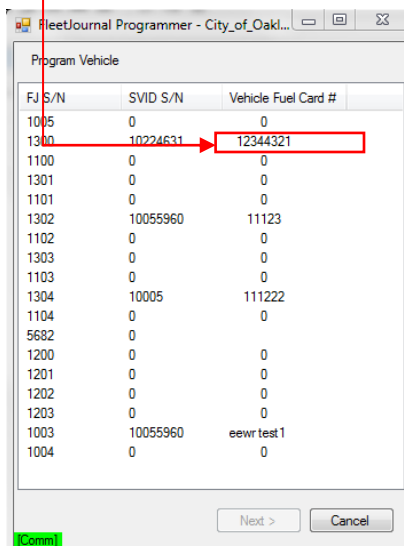 FleetJournal Programmer - City_of_Oakl...
Program Vehicle
FJ S/N SVID S/N Vehicle Fuel Card #
1005 0 0
1300 10224631 12344321
1100 0 0
1301 0 0
1101 0 0
1302 10055960 11123
1102 0 0
1303 0 0
1103 0 0
1304 10005 111222
1104 0 0
5682 0
1200 0 0
1201 0 0
1202 0 0
1203 0 0
1003 10055960 eewr test1
1004 0 0
Next > Cancel
[Comm]